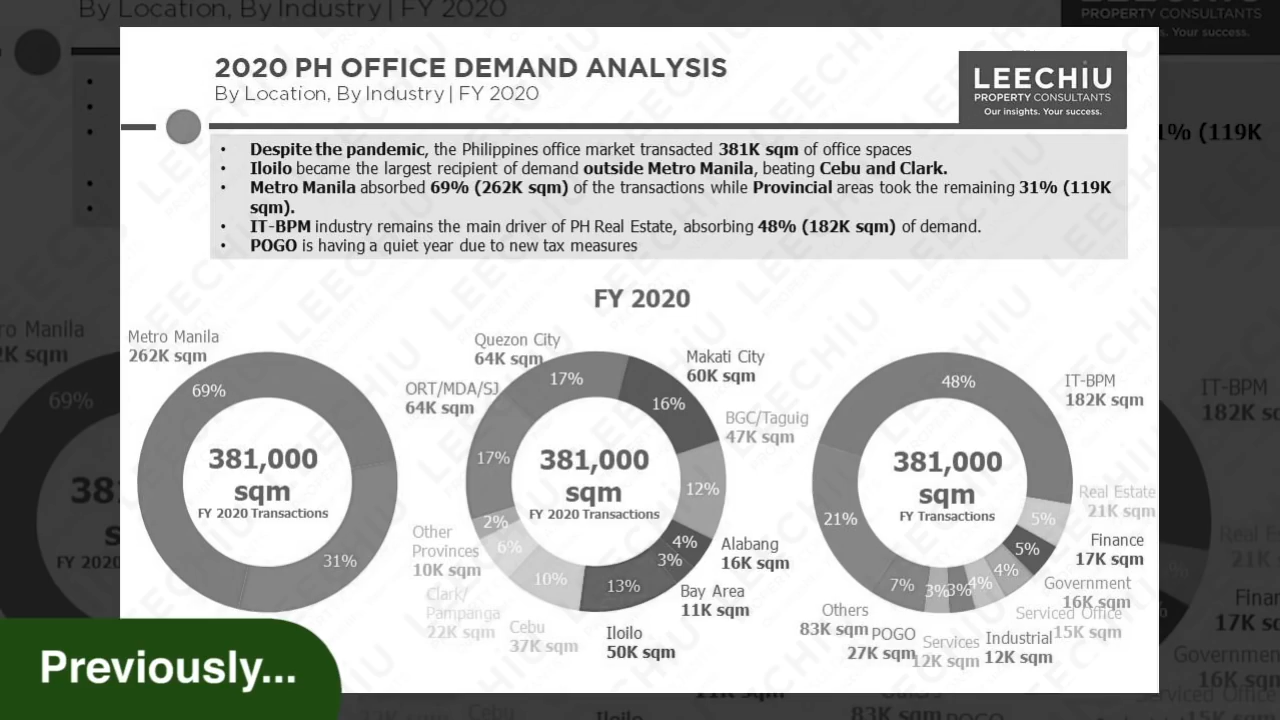 By Location, By Industry | FY 2020
PROPERTY CONSULTANTS
s. Your success.
2020 PH OFFICE DEMAND ANALYSIS
By Location, By Industry | FY 2020
LEECHIU
PROPERTY CONSULTANTS
Our insights. Your success.
• Despite the pandemic, the Philippines office market transacted 381K sqm of office spaces
• Iloilo became the largest recipient of demand outside Metro Manila, beating Cebu and Clark.
• Metro Manila absorbed 69% (262K sqm) of the transactions while Provincial areas took the remaining 31% (119K
sqm).
• IT-BPM industry remains the main driver of PH Real Estate, absorbing 48% (182K sqm) of demand.
• POGO is having a quiet year due to new tax measures
1% (119K
FY 2020
Metro Manila
262K sqm
69%
31%
381,000
sqm
FY 2020 Transactions
Quezon City
64K sqm
17%
Makati City
60K sqm
16%
ORT/MDA/SJ
64K sqm
17%
BGC/Taguig
47K sqm
12%
381,000
sqm
FY 2020 Transactions
Alabang
16K sqm
4%
Bay Area
11K sqm
3%
Iloilo
50K sqm
13%
Cebu
37K sqm
10%
Clark/
Pampanga
22K sqm
6%
Other
Provinces
10K sqm
2%
IT-BPM
182K sqm
48%
381,000
sqm
FY Transactions
Real Estate
21K sqm
5%
Finance
17K sqm
5%
Government
16K sqm
4%
Serviced Office
15K sqm
4%
Industrial
12K sqm
3%
Services
12K sqm
3%
POGO
27K sqm
7%
Others
83K sqm
21%
ro Manila
2K sqm
69%
38
FY 2020
IT-BPM
182K sqm
Real E
21K
Finan
17K s
Governmen
16K sqm
Serviced Office
Cebu
Iloilo
83K sqm POGO
Previously...